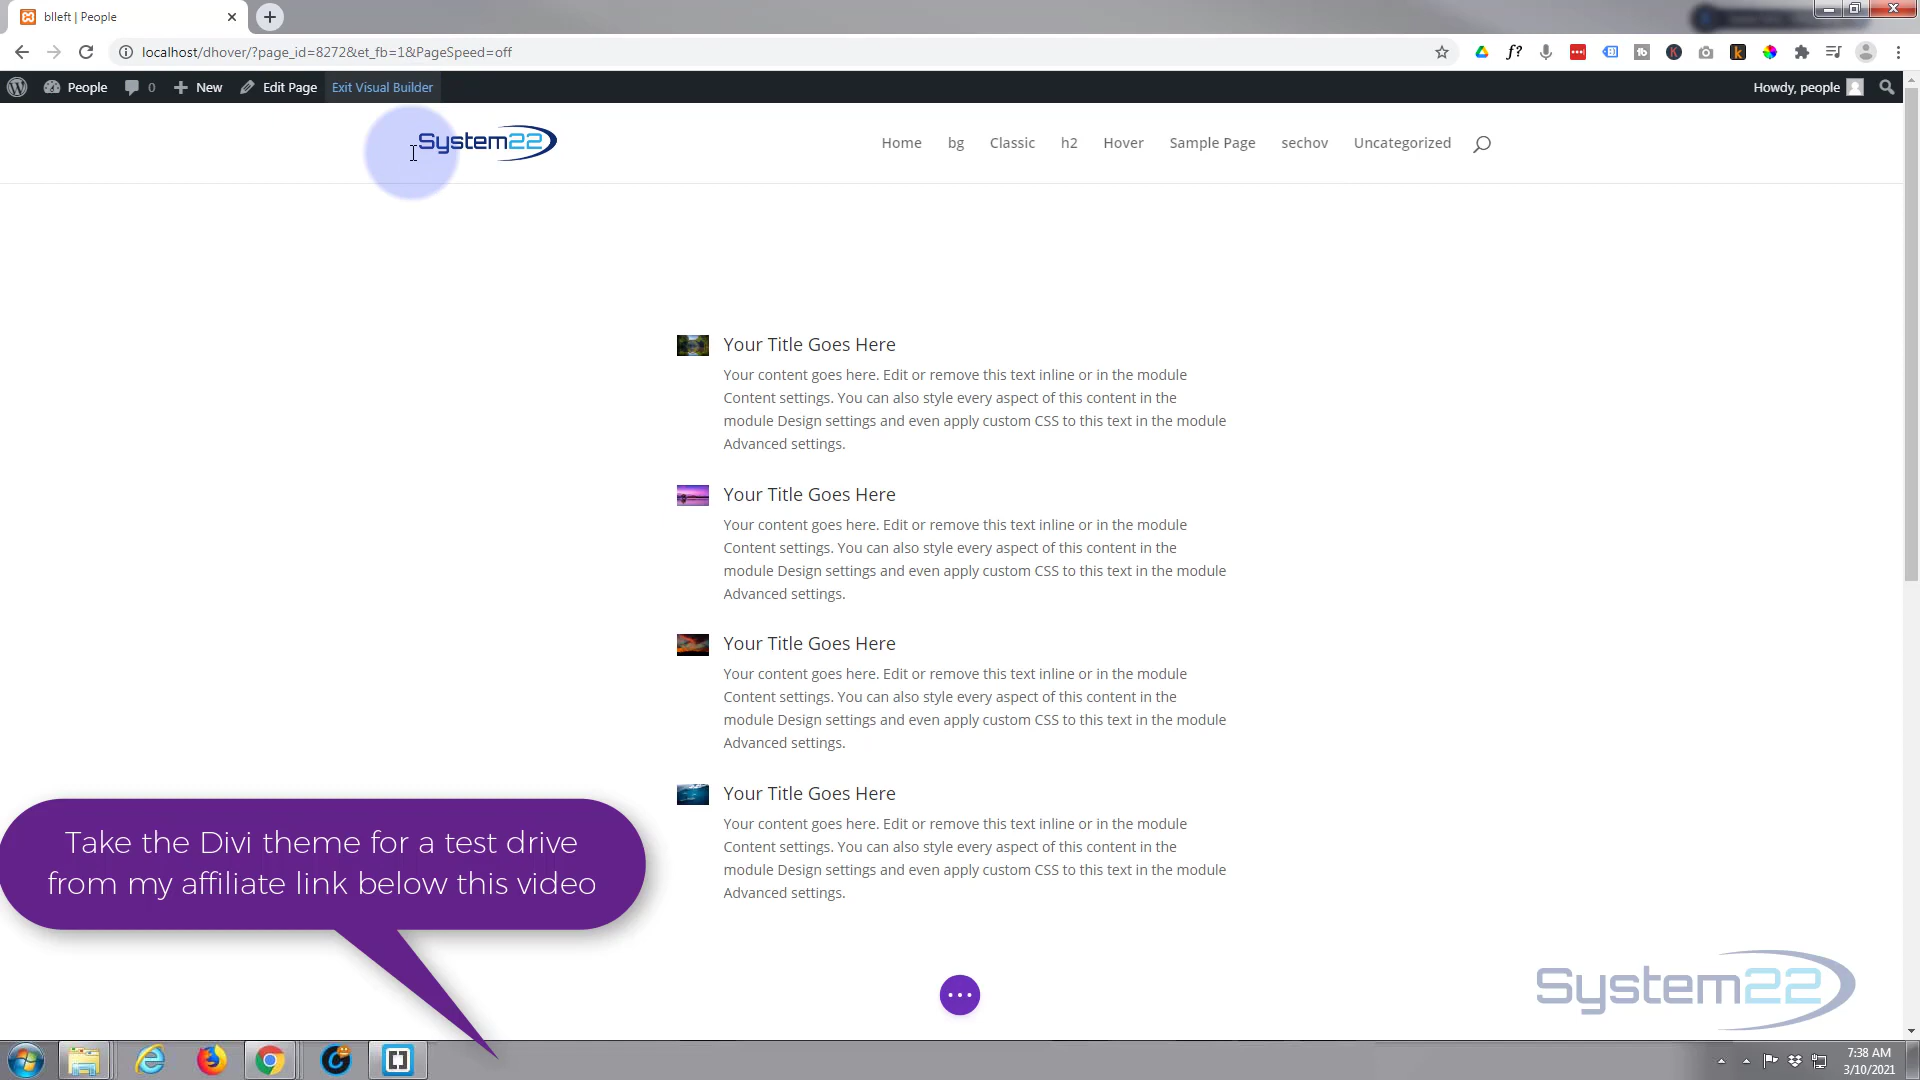 blleft | People
localhost/dhover/?page_id=8272&et_fb=1&PageSpeed=off
People 0 New Edit Page Exit Visual Builder Howdy, people
System22 Home bg Classic h2 Hover Sample Page sechov Uncategorized
Your Title Goes Here
Your content goes here. Edit or remove this text inline or in the module
Content settings. You can also style every aspect of this content in the
module Design settings and even apply custom CSS to this text in the module
Advanced settings.
Your Title Goes Here
Your content goes here. Edit or remove this text inline or in the module
Content settings. You can also style every aspect of this content in the
module Design settings and even apply custom CSS to this text in the module
Advanced settings.
Your Title Goes Here
Your content goes here. Edit or remove this text inline or in the module
Content settings. You can also style every aspect of this content in the
module Design settings and even apply custom CSS to this text in the module
Advanced settings.
Your Title Goes Here
Your content goes here. Edit or remove this text inline or in the module
Content settings. You can also style every aspect of this content in the
module Design settings and even apply custom CSS to this text in the module
Advanced settings.
Take the Divi theme for a test drive
from my affiliate link below this video
System22
7:38 AM
3/10/2021